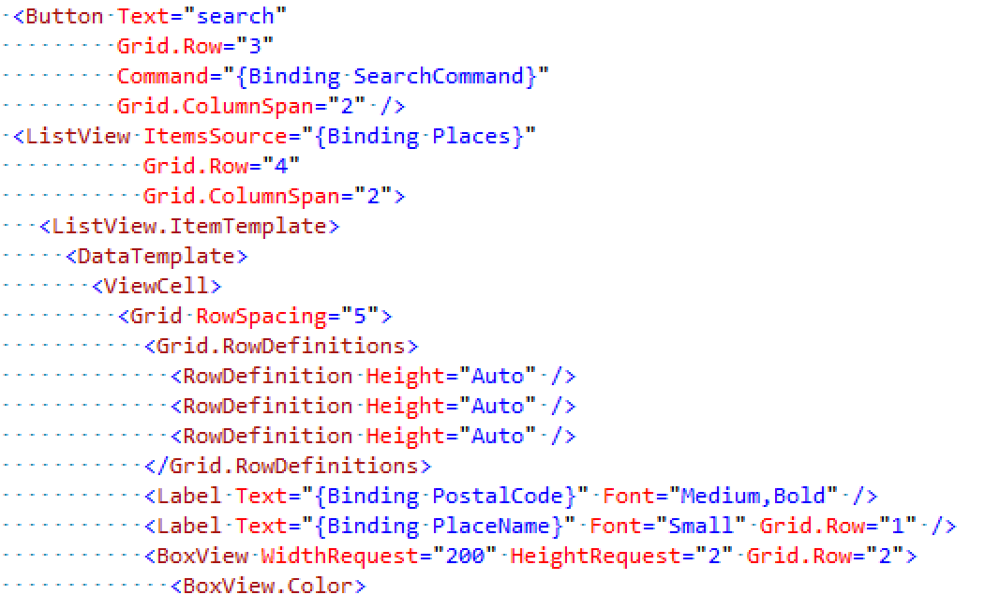 <Button Text="search"
Grid.Row="3"
Command="{Binding SearchCommand}"
Grid.ColumnSpan="2" />
<ListView ItemsSource="{Binding Places}"
Grid.Row="4"
Grid.ColumnSpan="2">
<ListView.ItemTemplate>
<DataTemplate>
<ViewCell>
<Grid RowSpacing="5">
<Grid.RowDefinitions>
<RowDefinition Height="Auto" />
<RowDefinition Height="Auto" />
<RowDefinition Height="Auto" />
</Grid.RowDefinitions>
<Label Text="{Binding PostalCode}" Font="Medium,Bold" />
<Label Text="{Binding PlaceName}" Font="Small" Grid.Row="1" />
<BoxView WidthRequest="200" HeightRequest="2" Grid.Row="2">
<BoxView.Color>